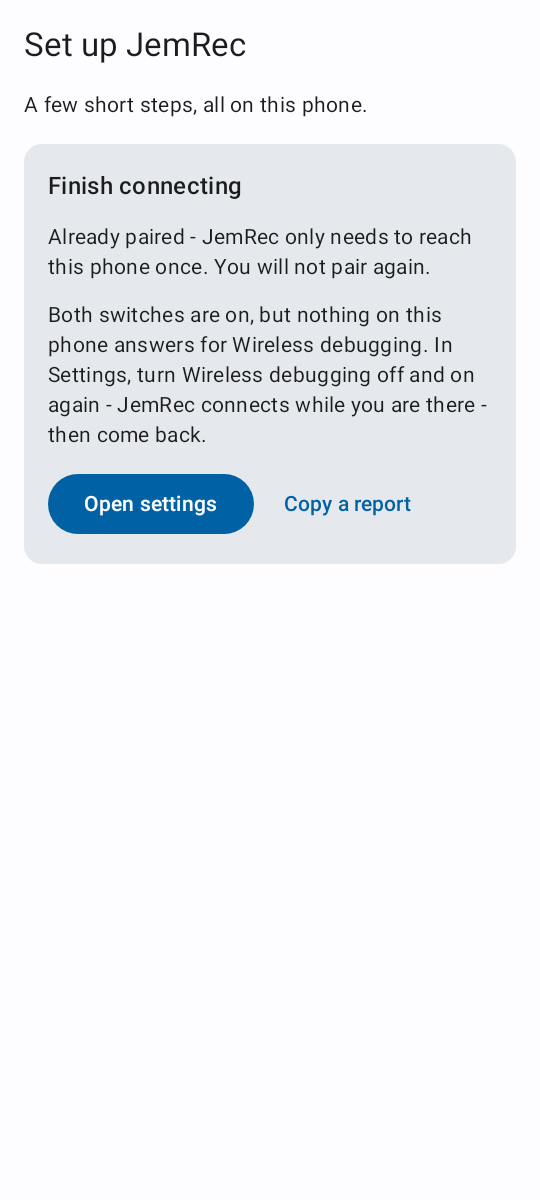 Set up JemRec
A few short steps, all on this phone.
Finish connecting
Already paired - JemRec only needs to reach
this phone once. You will not pair again.
Both switches are on, but nothing on this
phone answers for Wireless debugging. In
Settings, turn Wireless debugging off and on
again - JemRec connects while you are there -
then come back.
Open settings
Copy a report